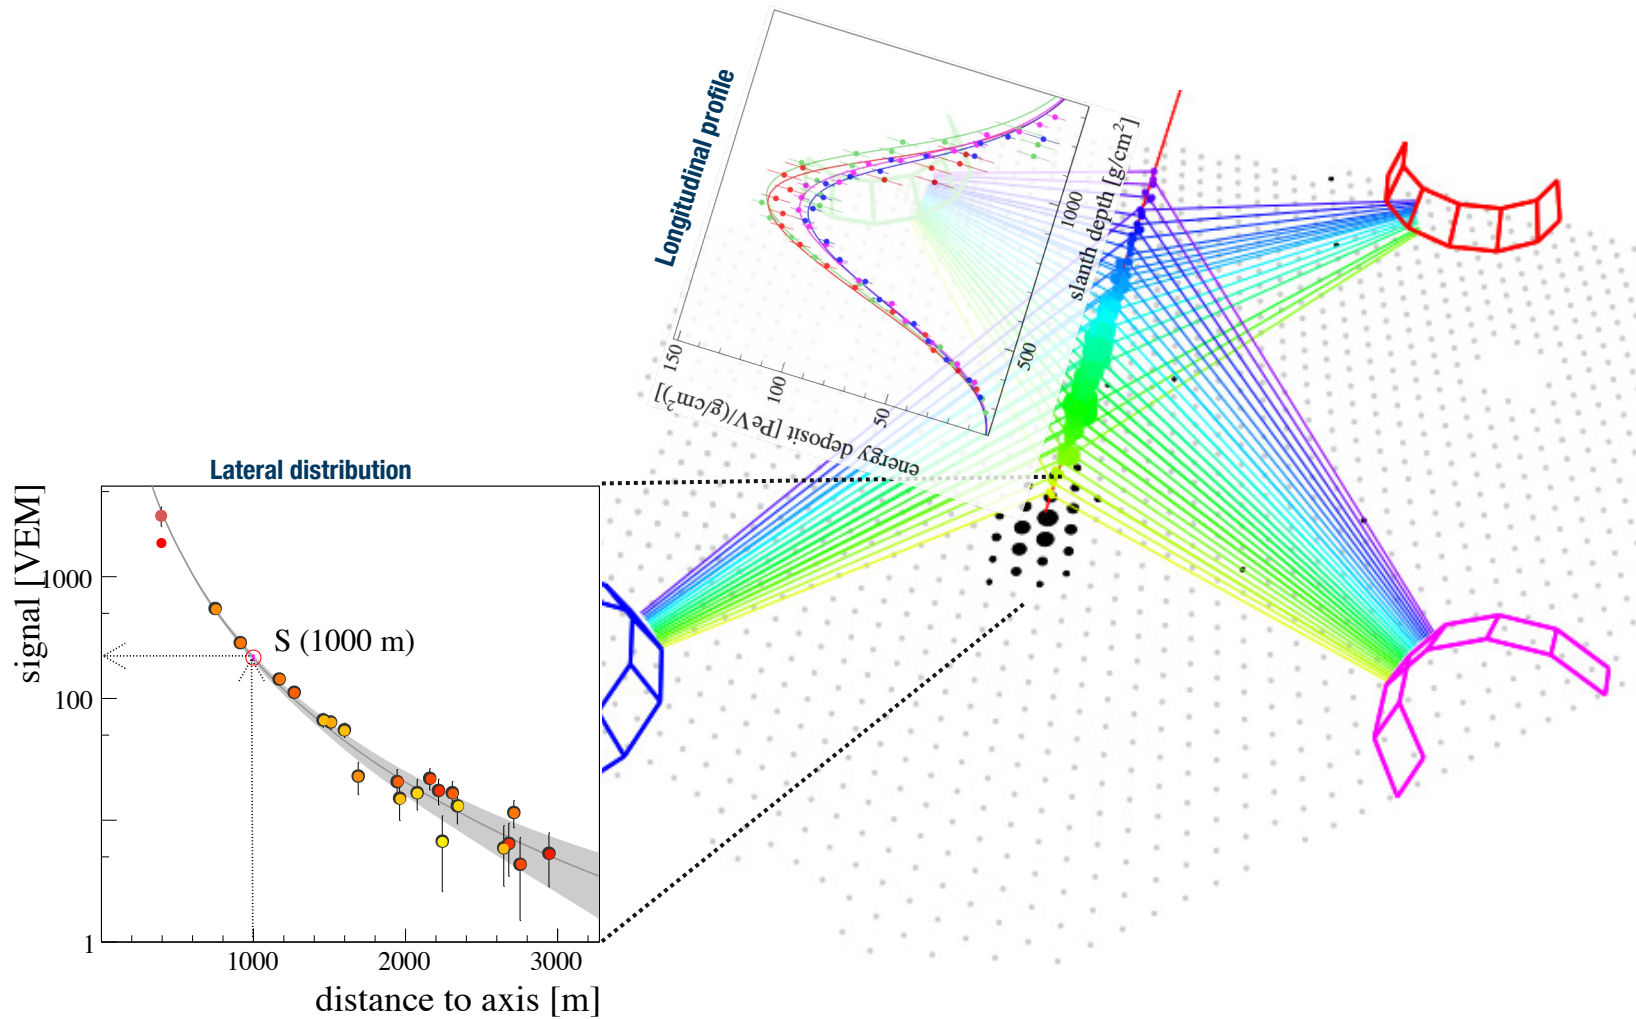 Longitudinal profile
slanth depth [g/cm²]
1000
500
150
100
50
energy deposit [PeV/(g/cm²)]
Lateral distribution
signal [VEM]
1000
100
1
S (1000 m)
1000
2000
3000
distance to axis [m]